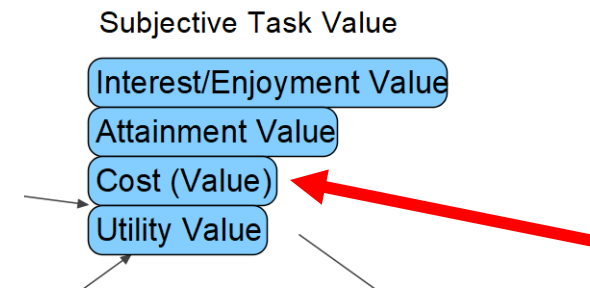 Subjective Task Value
Interest/Enjoyment Value
Attainment Value
Cost (Value)
Utility Value